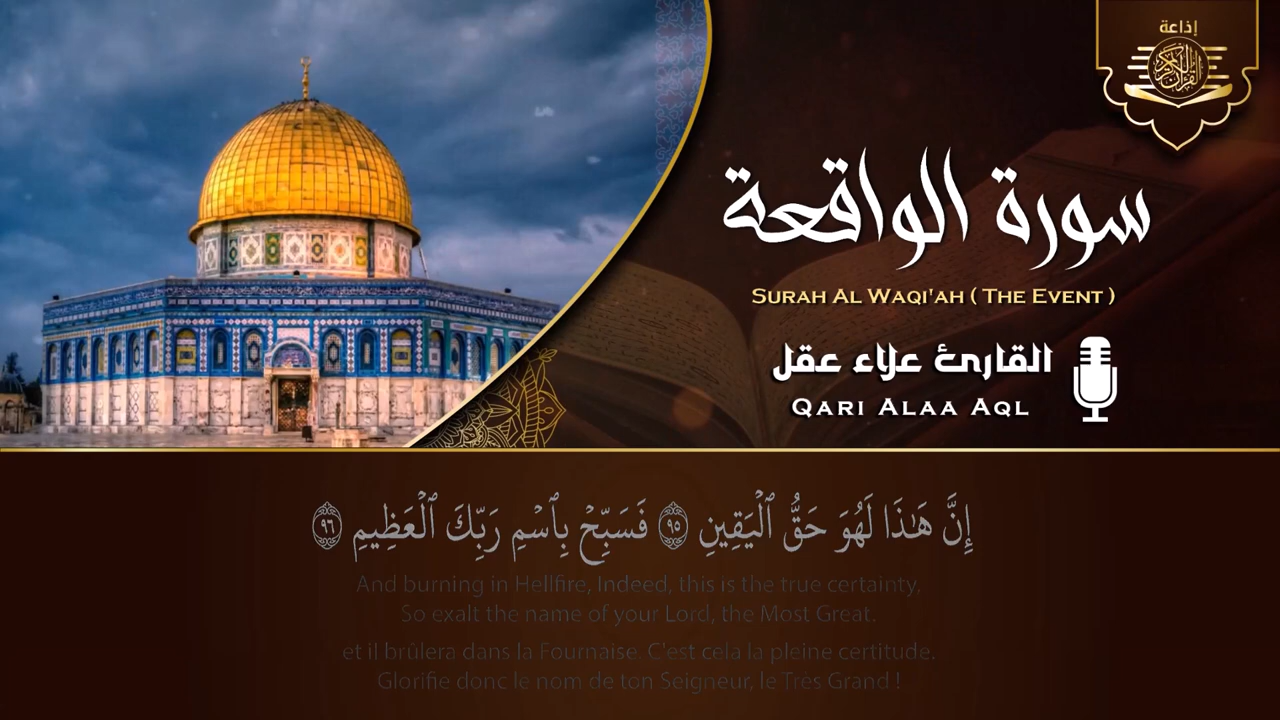 إذاعة
القرآن الكريم
سورة الواقعة
SURAH AL WAQI'AH ( THE EVENT )
القارئ علاء عقل
QARI ALAA AQL
إِنَّ هَٰذَا لَهُوَ حَقُّ ٱلْيَقِينِ ٩٥ فَسَبِّحْ بِٱسْمِ رَبِّكَ ٱلْعَظِيمِ ٩٦
And burning in Hellfire, Indeed, this is the true certainty,
So exalt the name of your Lord, the Most Great.
et il brûlera dans la Fournaise. C'est cela la pleine certitude.
Glorifie donc le nom de ton Seigneur, le Très Grand !